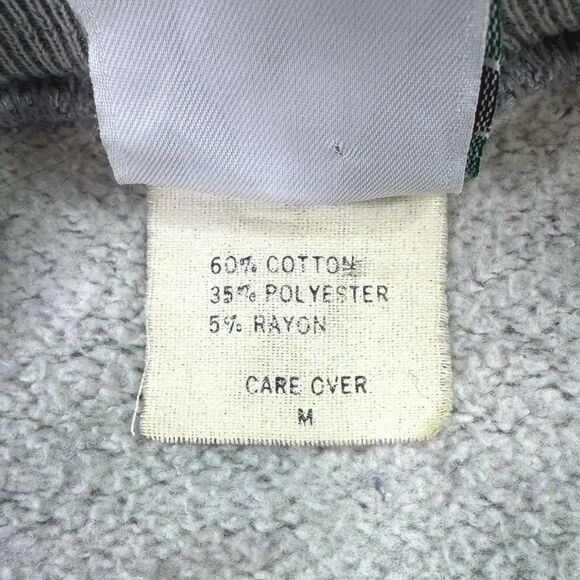 60% COTTON
35% POLYESTER
5% RAYON
CARE OVER
M